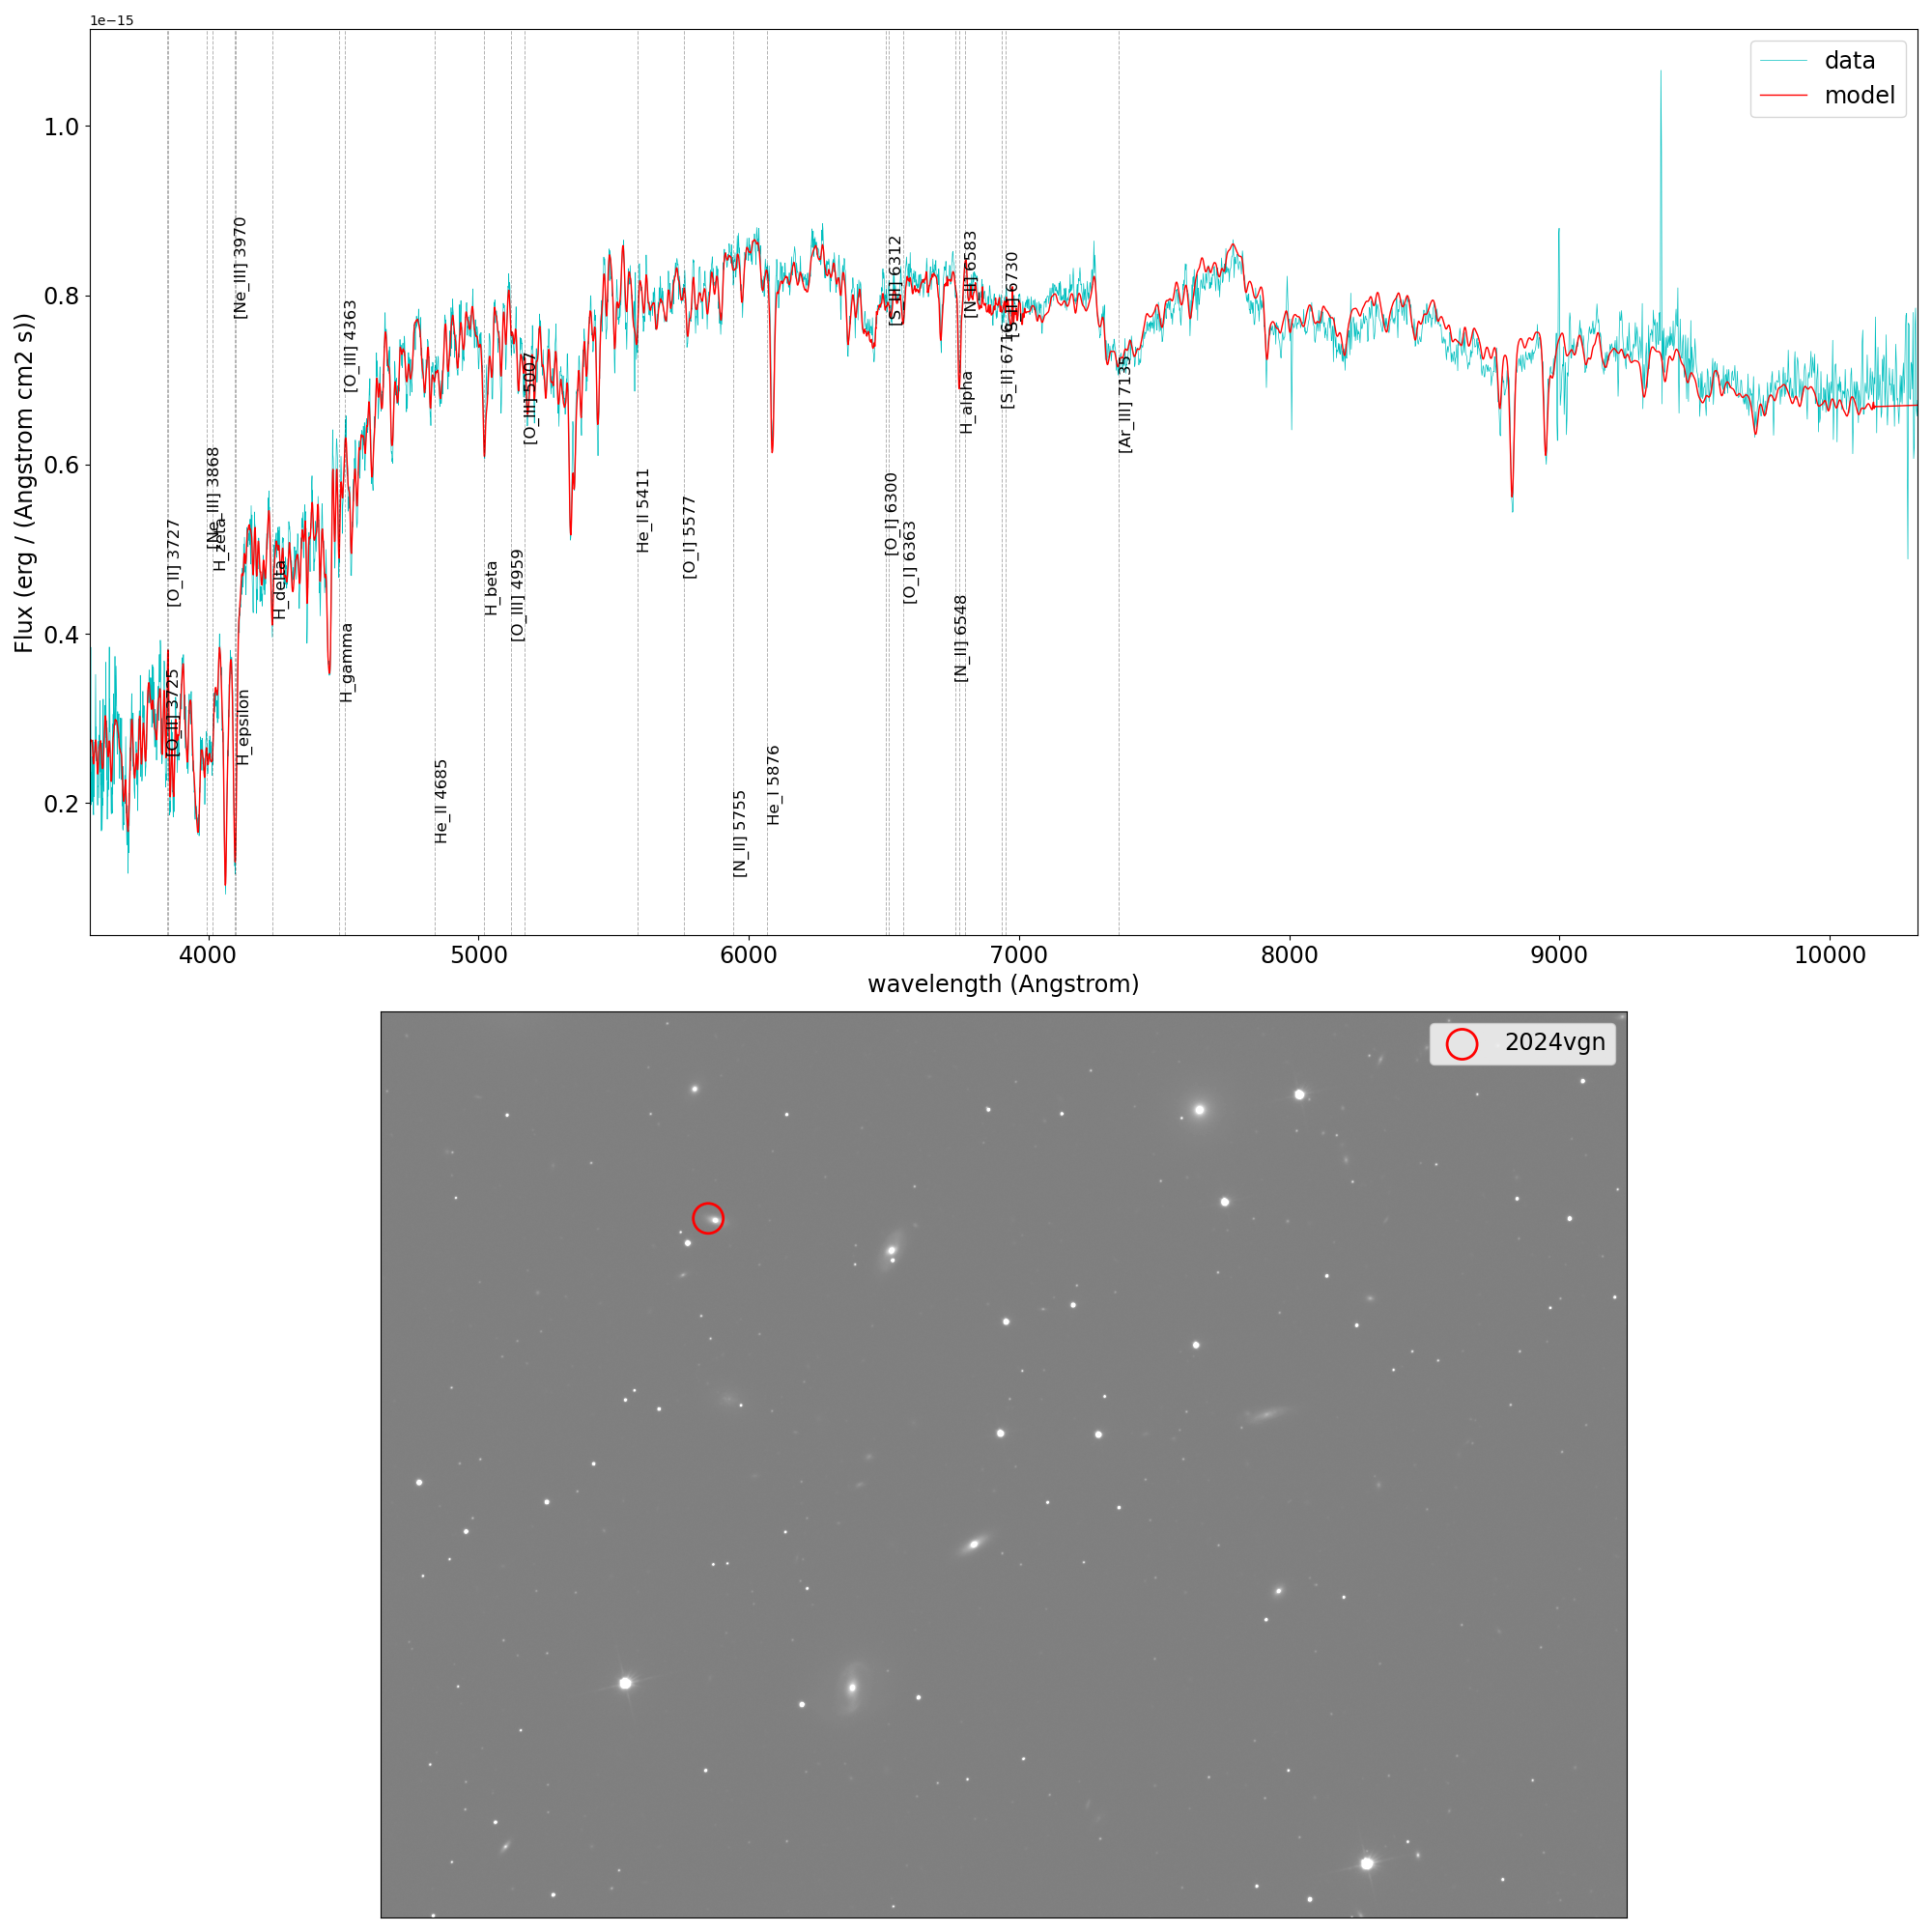 1e−15
data
model
1.0
0.8
0.6
0.4
0.2
Flux (erg / (Angstrom cm2 s))
[O_II] 3725
[O_II] 3727
[Ne_III] 3868
H_zeta
[Ne_III] 3970
H_epsilon
H_delta
H_gamma
[O_III] 4363
He_II 4685
H_beta
[O_III] 4959
[O_III] 5007
He_II 5411
[O_I] 5577
[N_II] 5755
He_I 5876
[O_I] 6300
[S_III] 6312
[O_I] 6363
[N_II] 6548
H_alpha
[N_II] 6583
[S_II] 6716
[S_II] 6730
[Ar_III] 7135
4000 5000 6000 7000 8000 9000 10000
wavelength (Angstrom)
2024vgn